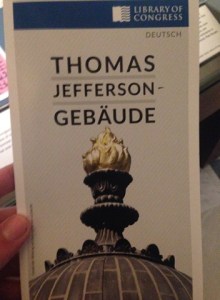 LIBRARY OF
CONGRESS
DEUTSCH
THOMAS
JEFFERSON-
GEBÄUDE